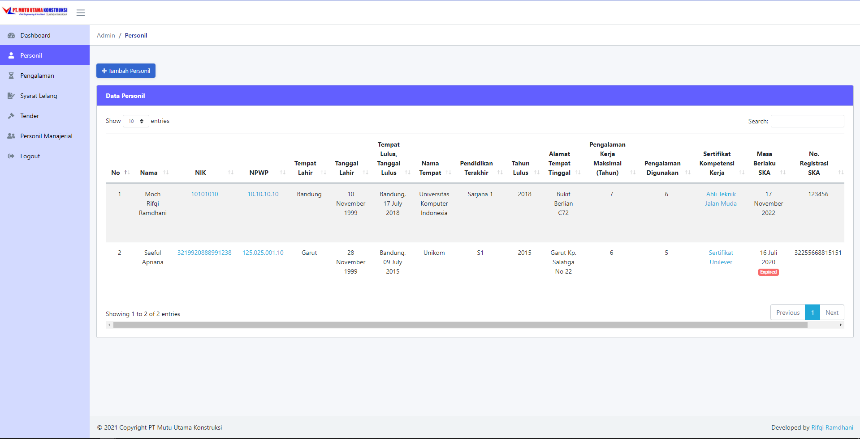 PT MUTU UTAMA KONSTRUKSI
Dashboard
Personil
Pengalaman
Syarat Lelang
Tender
Personil Manajerial
Logout
Admin / Personil
+ Tambah Personil
Data Personil
Show 10 entries
Search:
No Nama NIK NPWP Tempat Lahir Tanggal Lahir Tempat Lulus, Tanggal Lulus Nama Tempat Pendidikan Terakhir Tahun Lulus Alamat Tempat Tinggal Pengalaman Kerja Maksimal (Tahun) Pengalaman Digunakan Sertifikat Kompetensi Kerja Masa Berlaku SKA No. Registrasi SKA
1 Moch Rifqi Ramdhani 10101010 10.10.10.10 Bandung 10 November 1999 Bandung, 17 July 2018 Universitas Komputer Indonesia Sarjana 1 2018 Bukit Berlian C72 7 6 Ahli Teknik Jalan Muda 17 November 2022 123456
2 Saeful Apriana 3219920888991238 125.025.001.10 Garut 28 November 1999 Bandung, 09 July 2015 Unikom S1 2015 Garut Kp. Salahga No 22 6 5 Sertifikat Unilever 16 Juli 2020 Expired 32255668815151
Showing 1 to 2 of 2 entries
Previous 1 Next
© 2021 Copyright PT Mutu Utama Konstruksi
Developed by Rifqi Ramdhani